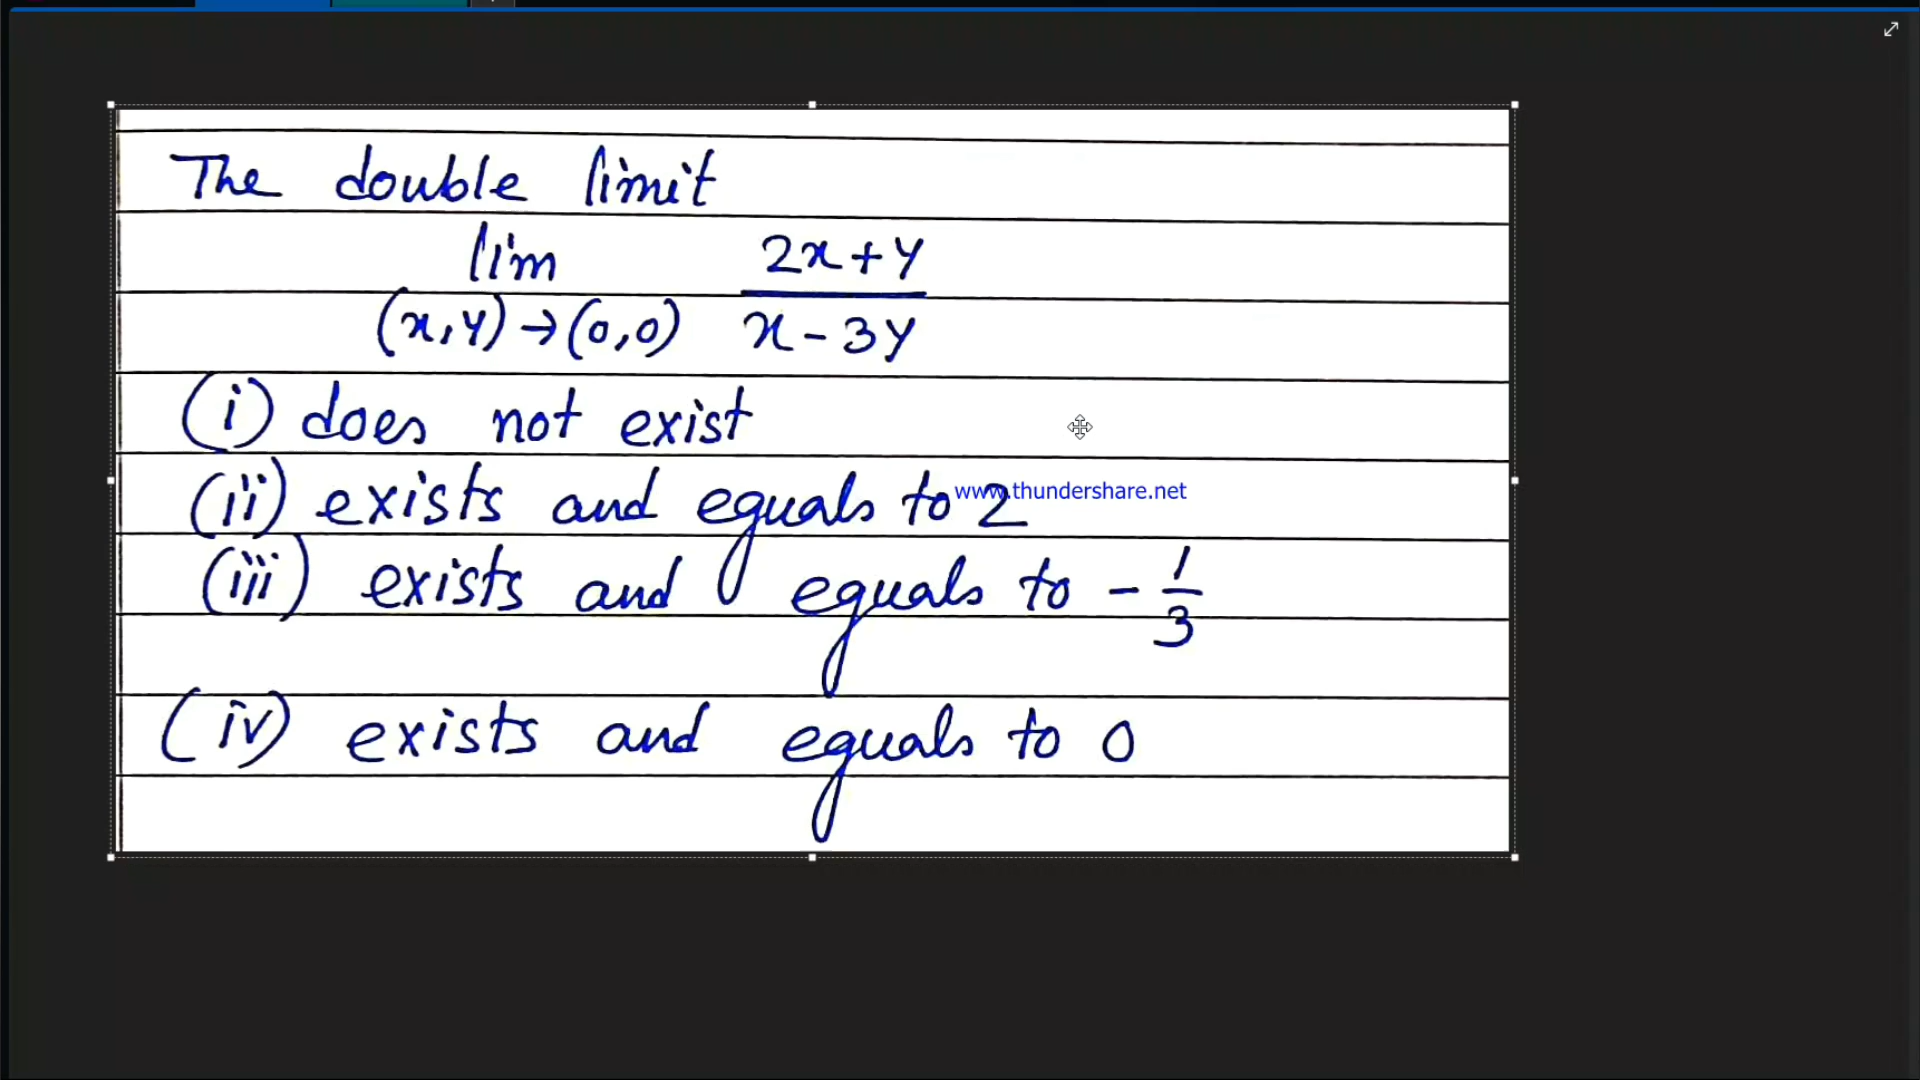 The double limit
lim 2x+y
(x,y)→(0,0) x-3y
(i) does not exist
(ii) exists and equals to 2
www.thundershare.net
(iii) exists and equals to - 1/3
(iv) exists and equals to 0